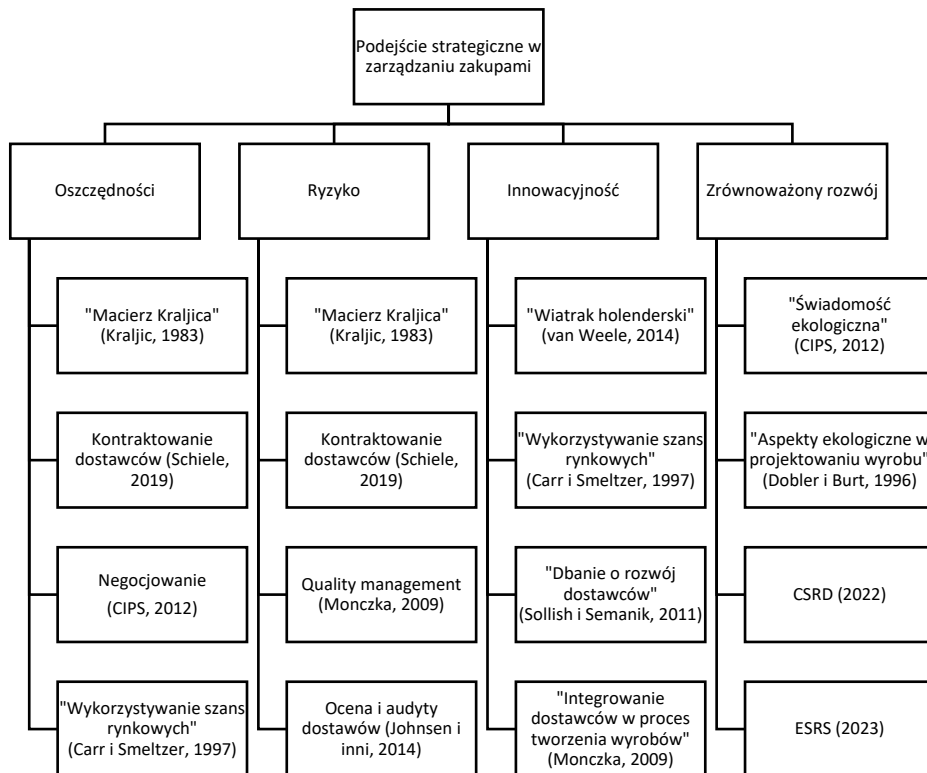 Podejście strategiczne w
zarządzaniu zakupami
Oszczędności
Ryzyko
Innowacyjność
Zrównoważony rozwój
"Macierz Kraljica"
(Kraljic, 1983)
"Macierz Kraljica"
(Kraljic, 1983)
"Wiatrak holenderski"
(van Weele, 2014)
"Świadomość
ekologiczna"
(CIPS, 2012)
Kontraktowanie
dostawców (Schiele,
2019)
Kontraktowanie
dostawców (Schiele,
2019)
"Wykorzystywanie szans
rynkowych"
(Carr i Smeltzer, 1997)
"Aspekty ekologiczne w
projektowaniu wyrobu"
(Dobler i Burt, 1996)
Negocjowanie
(CIPS, 2012)
Quality management
(Monczka, 2009)
"Dbanie o rozwój
dostawców"
(Sollish i Semanik, 2011)
CSRD (2022)
"Wykorzystywanie szans
rynkowych"
(Carr i Smeltzer, 1997)
Ocena i audyty
dostawów (Johnsen i
inni, 2014)
"Integrowanie
dostawców w proces
tworzenia wyrobów"
(Monczka, 2009)
ESRS (2023)